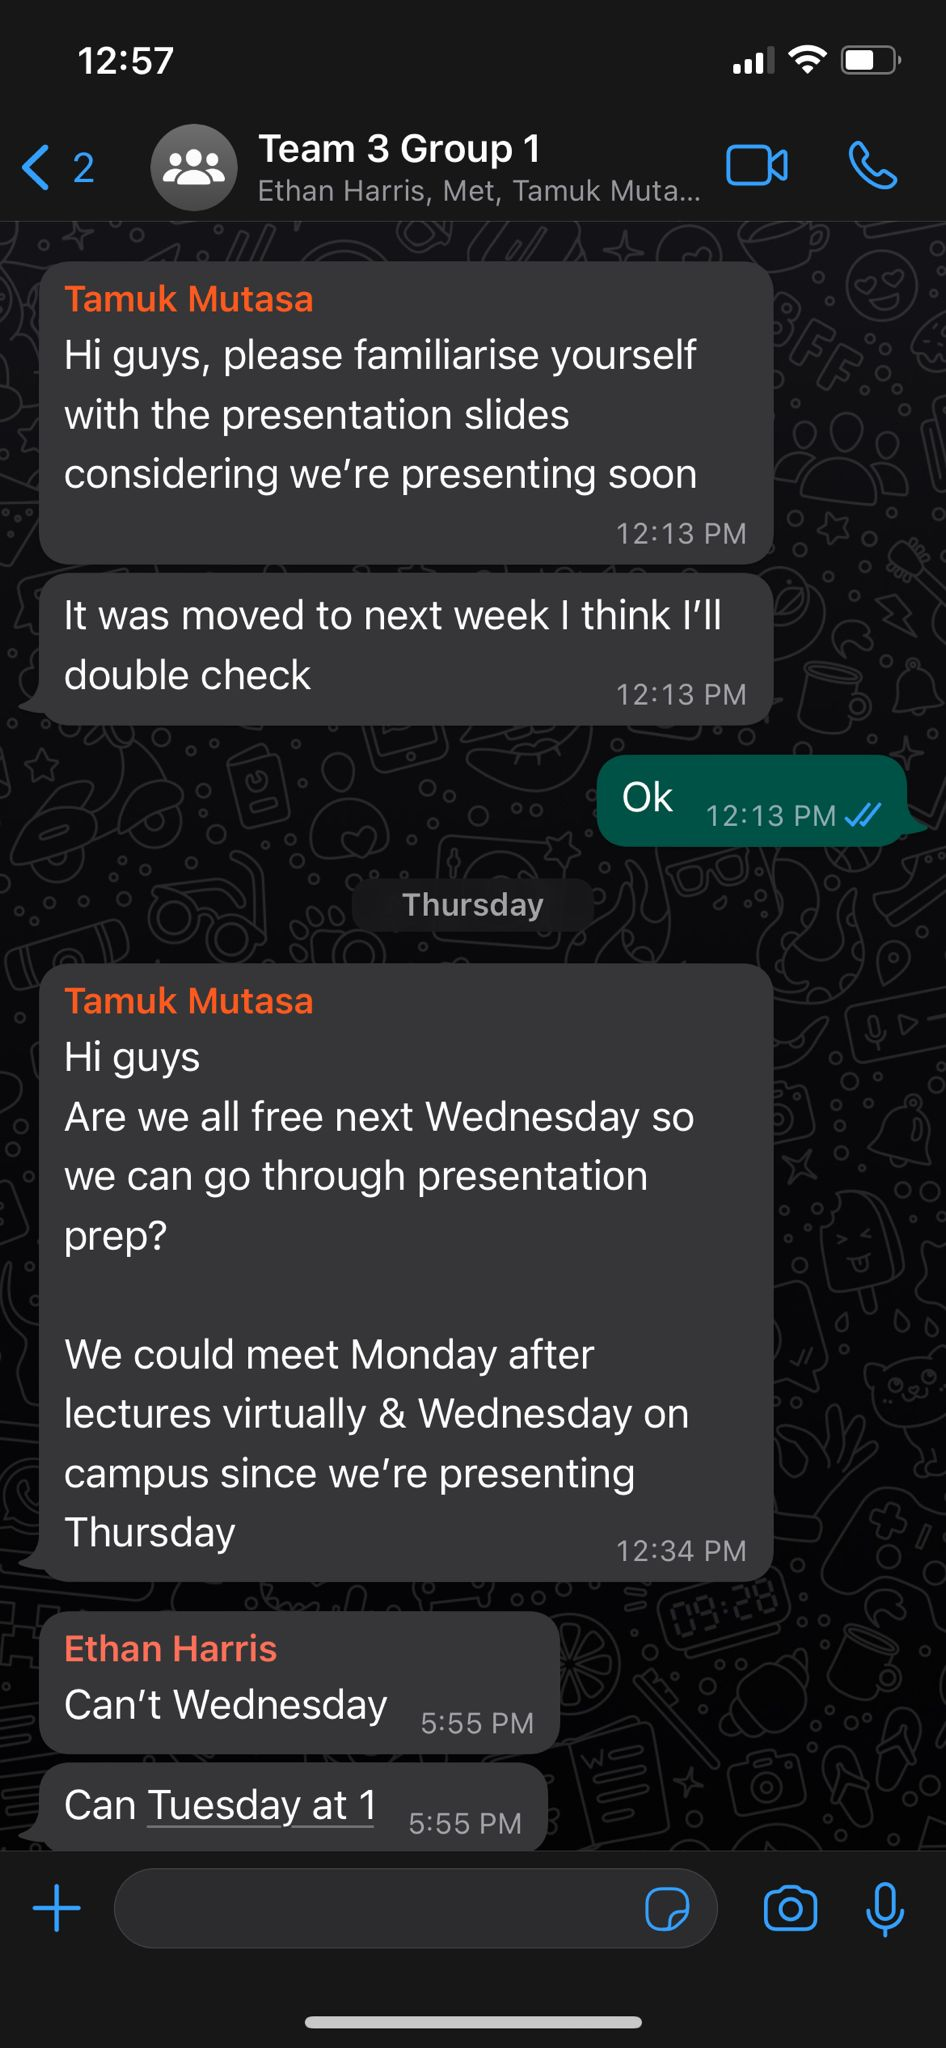 12:57
2
Team 3 Group 1
Ethan Harris, Met, Tamuk Muta...
Tamuk Mutasa
Hi guys, please familiarise yourself
with the presentation slides
considering we’re presenting soon
12:13 PM
It was moved to next week I think I’ll
double check
12:13 PM
Ok
12:13 PM
Thursday
Tamuk Mutasa
Hi guys
Are we all free next Wednesday so
we can go through presentation
prep?
We could meet Monday after
lectures virtually & Wednesday on
campus since we’re presenting
Thursday
12:34 PM
Ethan Harris
Can’t Wednesday
5:55 PM
Can Tuesday at 1
5:55 PM
BFF
09:28
W